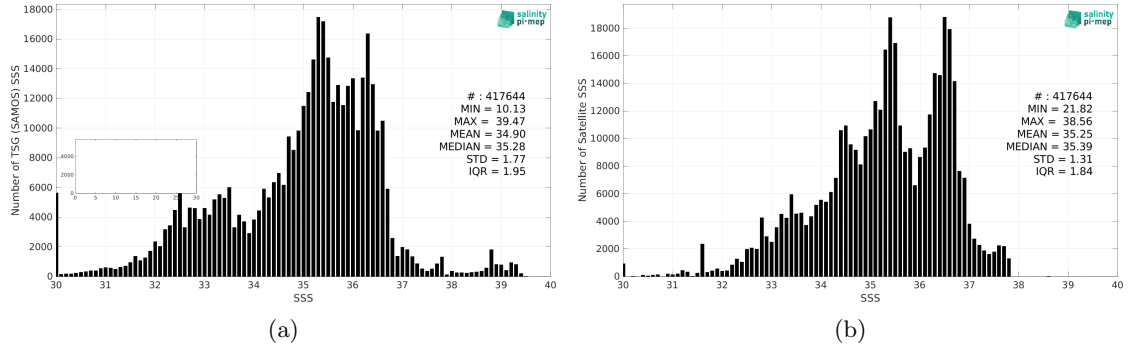 18000
16000
14000
12000
10000
8000
6000
4000
2000
0
Number of TSG (SAMOS) SSS
salinity
pi-mep
# : 417644
MIN = 10.13
MAX = 39.47
MEAN = 34.90
MEDIAN = 35.28
STD = 1.77
IQR = 1.95
4000
2000
0
0 5 10 15 20 25 30
30 31 32 33 34 35 36 37 38 39 40
SSS
(a)
18000
16000
14000
12000
10000
8000
6000
4000
2000
0
Number of Satellite SSS
salinity
pi-mep
# : 417644
MIN = 21.82
MAX = 38.56
MEAN = 35.25
MEDIAN = 35.39
STD = 1.31
IQR = 1.84
30 31 32 33 34 35 36 37 38 39 40
SSS
(b)